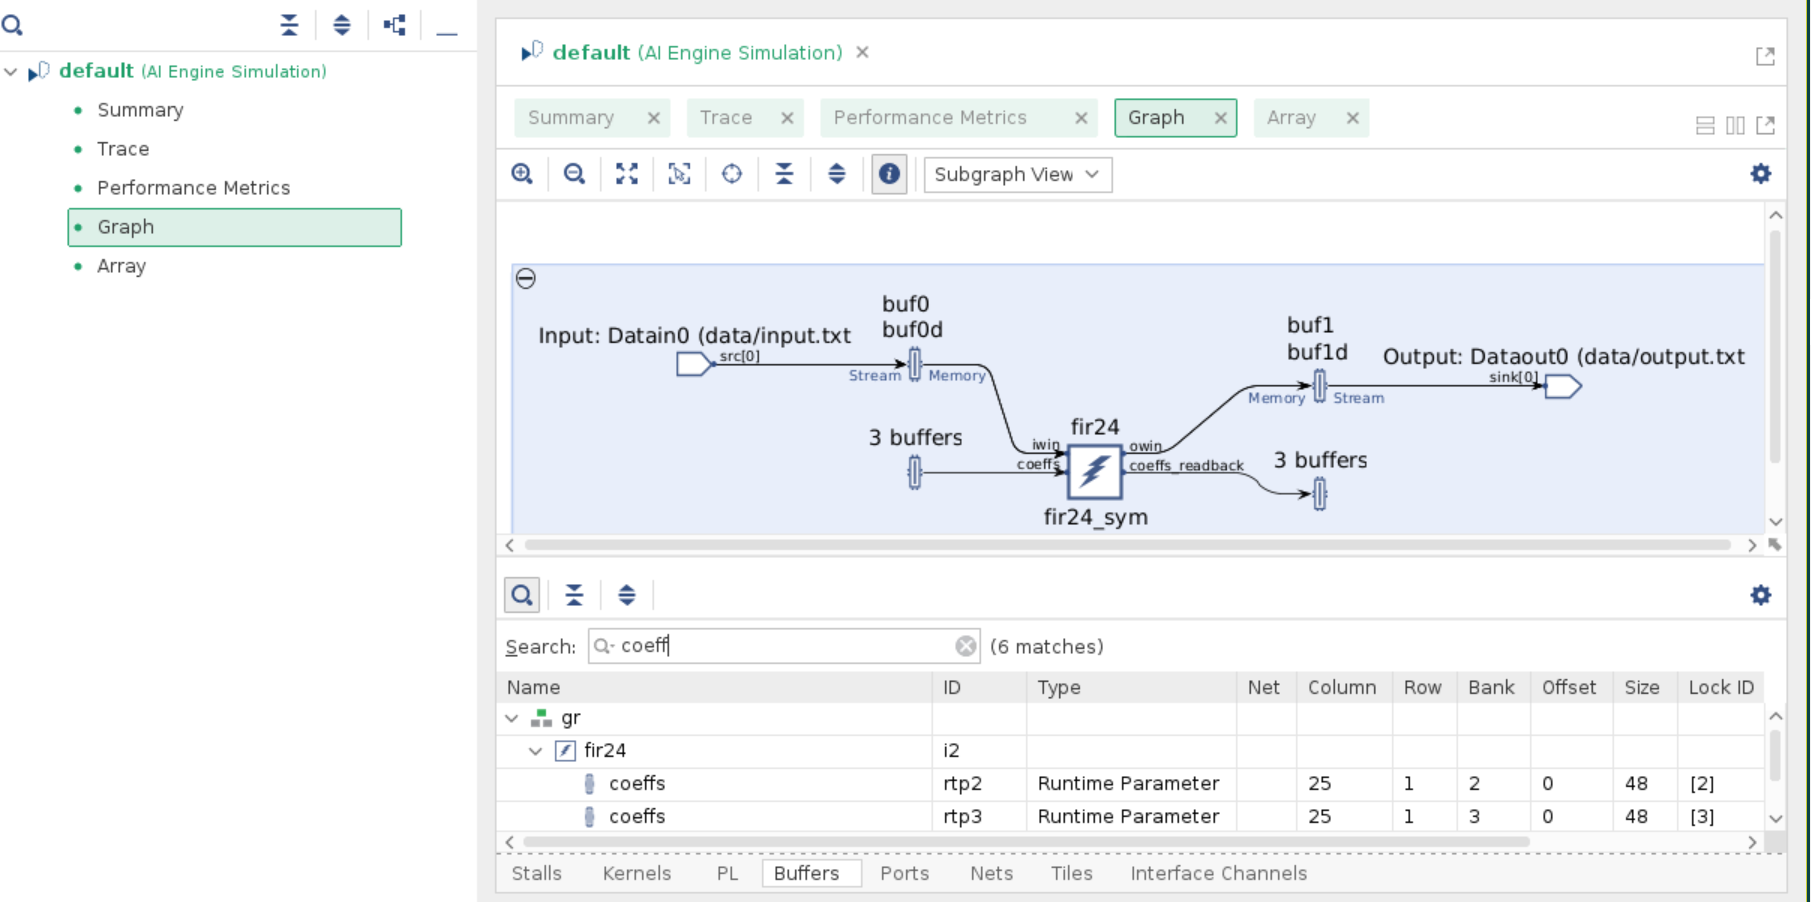 default (AI Engine Simulation)
Summary
Trace
Performance Metrics
Graph
Array
default (AI Engine Simulation)
Summary Trace Performance Metrics Graph Array
Subgraph View
buf0
buf0d
Input: Datain0 (data/input.txt
src[0]
Stream Memory
buf1
buf1d
Output: Dataout0 (data/output.txt
sink[0]
Memory Stream
3 buffers
fir24
iwin owin
coeffs coeffs_readback
3 buffers
fir24_sym
Search: coeff (6 matches)
Name ID Type Net Column Row Bank Offset Size Lock ID
gr
fir24 i2
coeffs rtp2 Runtime Parameter 25 1 2 0 48 [2]
coeffs rtp3 Runtime Parameter 25 1 3 0 48 [3]
Stalls Kernels PL Buffers Ports Nets Tiles Interface Channels